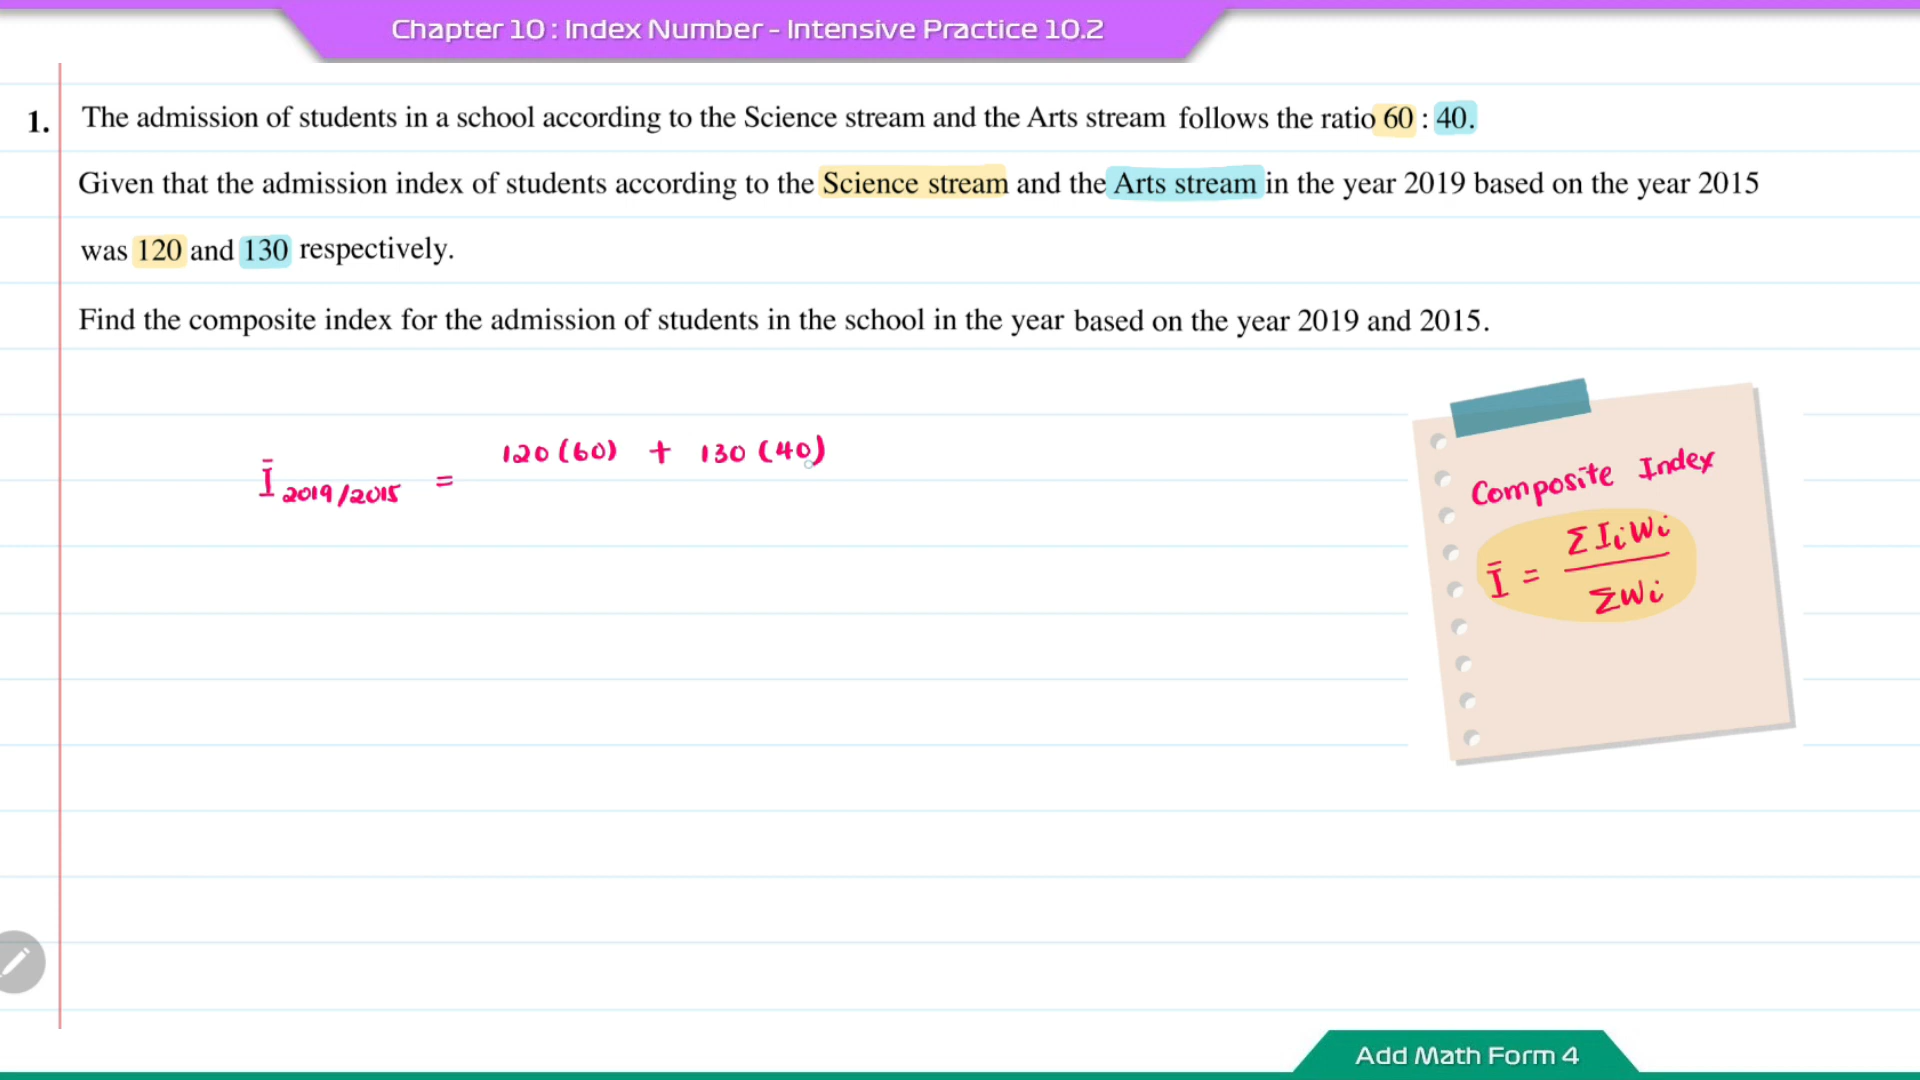 Chapter 10 : Index Number - Intensive Practice 10.2
1. The admission of students in a school according to the Science stream and the Arts stream follows the ratio 60 : 40.
Given that the admission index of students according to the Science stream and the Arts stream in the year 2019 based on the year 2015
was 120 and 130 respectively.
Find the composite index for the admission of students in the school in the year based on the year 2019 and 2015.
120 (60) + 130 (40)
Ī 2019/2015 =
Composite Index
Ī = Σ Ii Wi
Σ Wi
Add Math Form 4